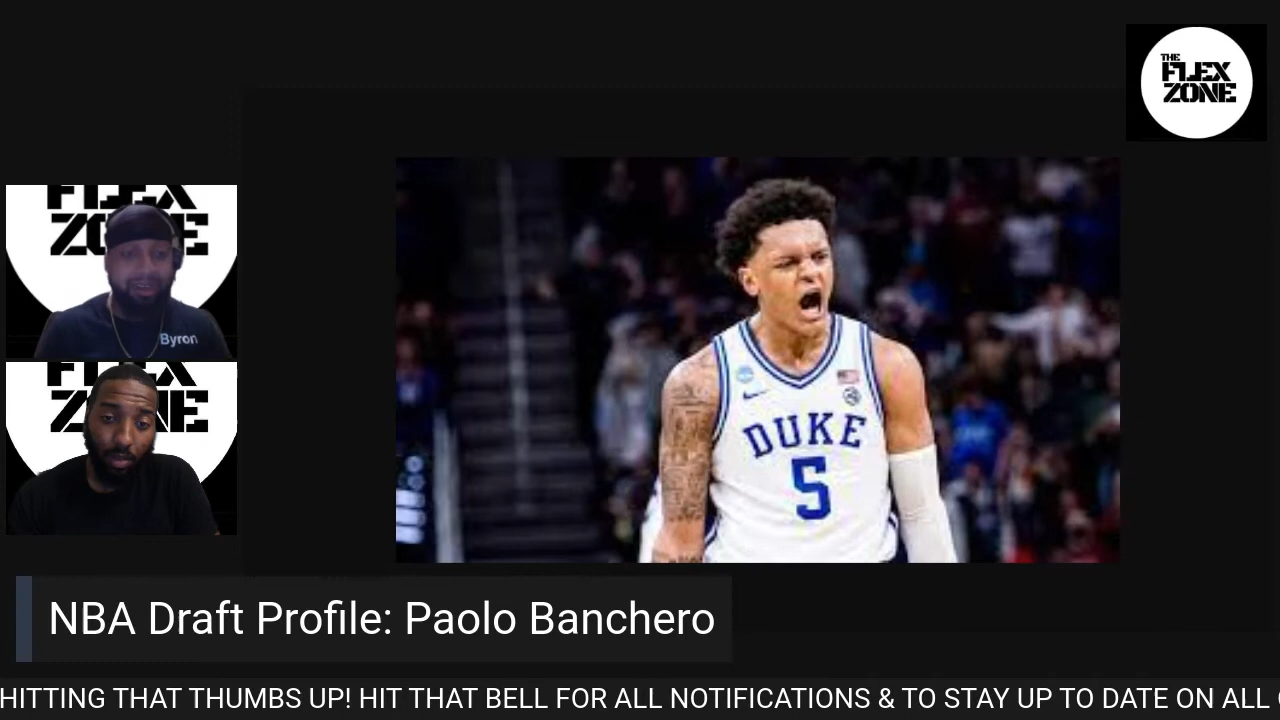 THE
FLEX
ZONE
FLEX
ZONE
Byron
FLEX
ZONE
DUKE
5
NBA Draft Profile: Paolo Banchero
HITTING THAT THUMBS UP! HIT THAT BELL FOR ALL NOTIFICATIONS & TO STAY UP TO DATE ON ALL